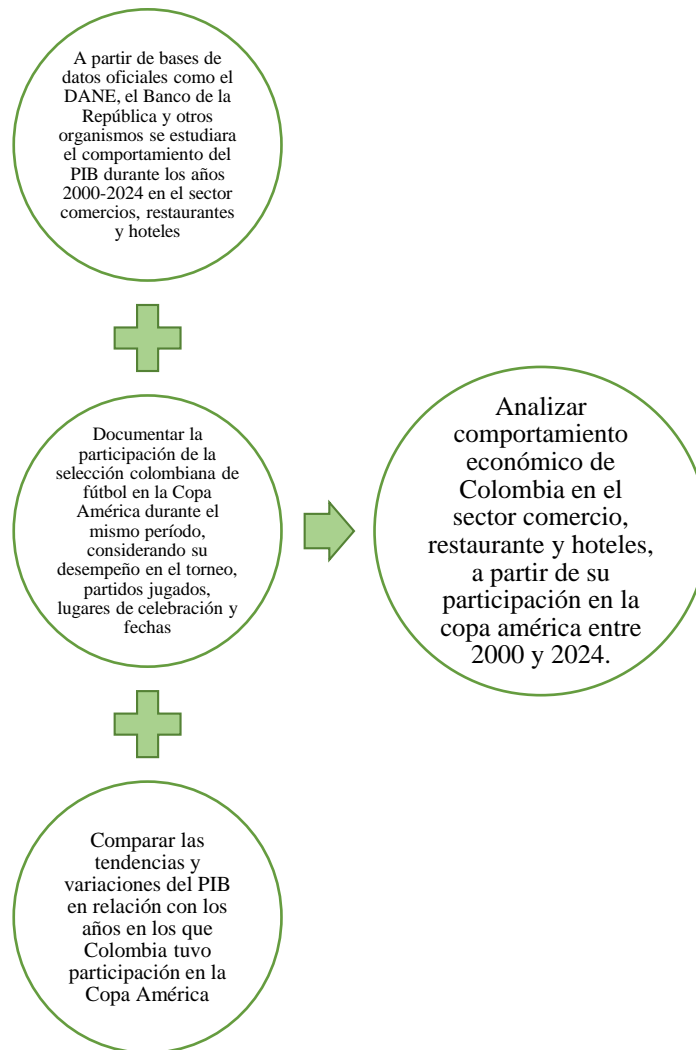 A partir de bases de
datos oficiales como el
DANE, el Banco de la
República y otros
organismos se estudiara
el comportamiento del
PIB durante los años
2000-2024 en el sector
comercios, restaurantes
y hoteles
Documentar la
participación de la
selección colombiana de
fútbol en la Copa
América durante el
mismo período,
considerando su
desempeño en el torneo,
partidos jugados,
lugares de celebración y
fechas
Comparar las
tendencias y
variaciones del PIB
en relación con los
años en los que
Colombia tuvo
participación en la
Copa América
Analizar
comportamiento
económico de
Colombia en el
sector comercio,
restaurante y hoteles,
a partir de su
participación en la
copa américa entre
2000 y 2024.